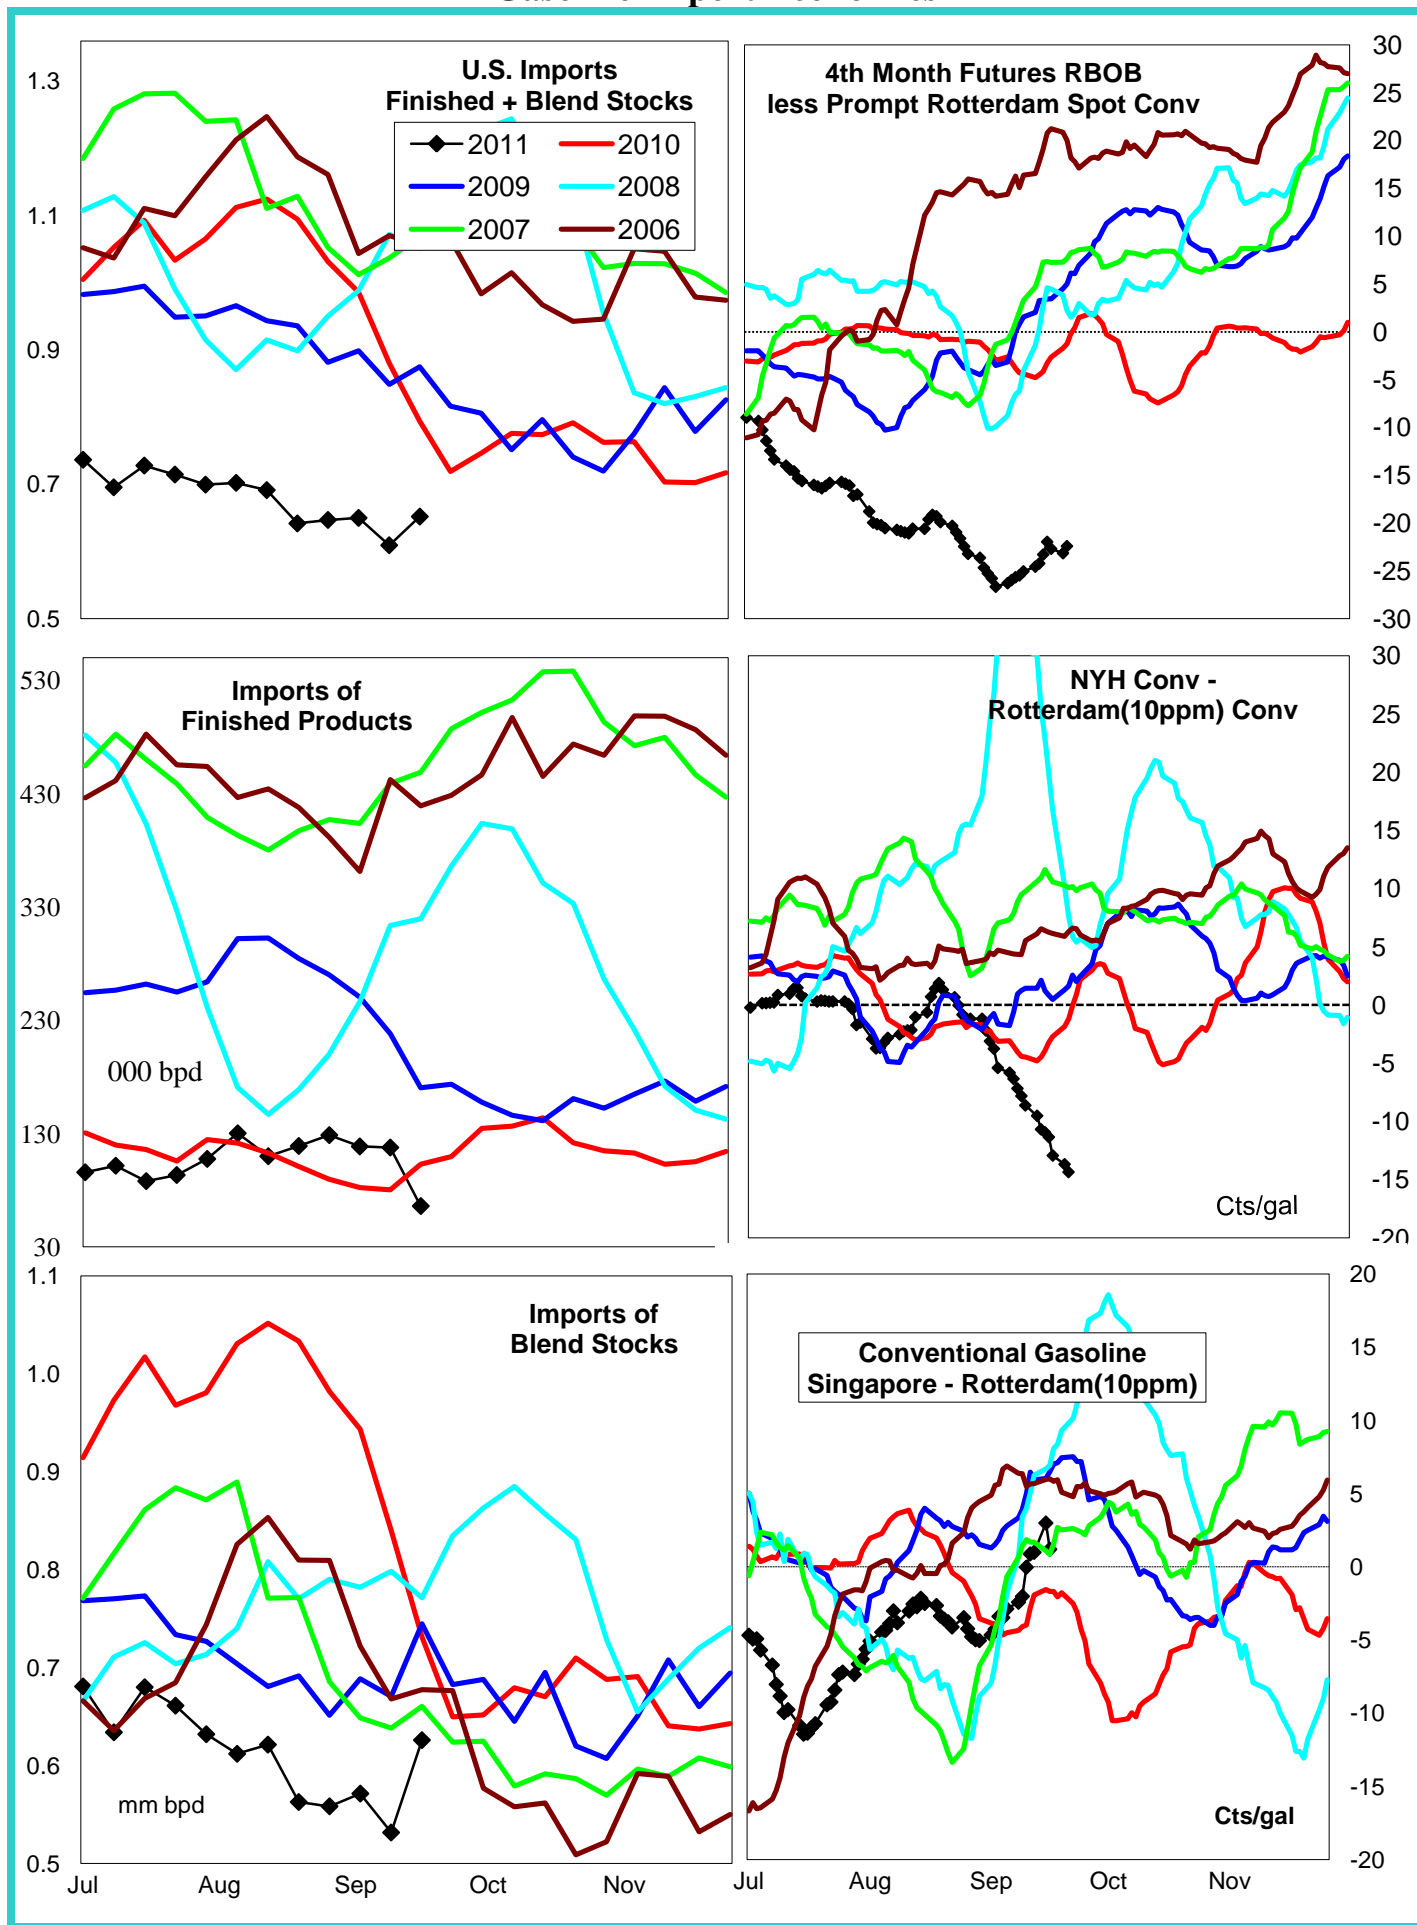 U.S. Imports
Finished + Blend Stocks
2011
2010
2009
2008
2007
2006
1.3
1.1
0.9
0.7
0.5
4th Month Futures RBOB
less Prompt Rotterdam Spot Conv
30
25
20
15
10
5
0
-5
-10
-15
-20
-25
-30
Imports of
Finished Products
530
430
330
230
130
30
000 bpd
NYH Conv -
Rotterdam(10ppm) Conv
30
25
20
15
10
5
0
-5
-10
-15
-20
Cts/gal
Imports of
Blend Stocks
1.1
1.0
0.9
0.8
0.7
0.6
0.5
mm bpd
Jul
Aug
Sep
Oct
Nov
Conventional Gasoline
Singapore - Rotterdam(10ppm)
20
15
10
5
0
-5
-10
-15
-20
Cts/gal
Jul
Aug
Sep
Oct
Nov